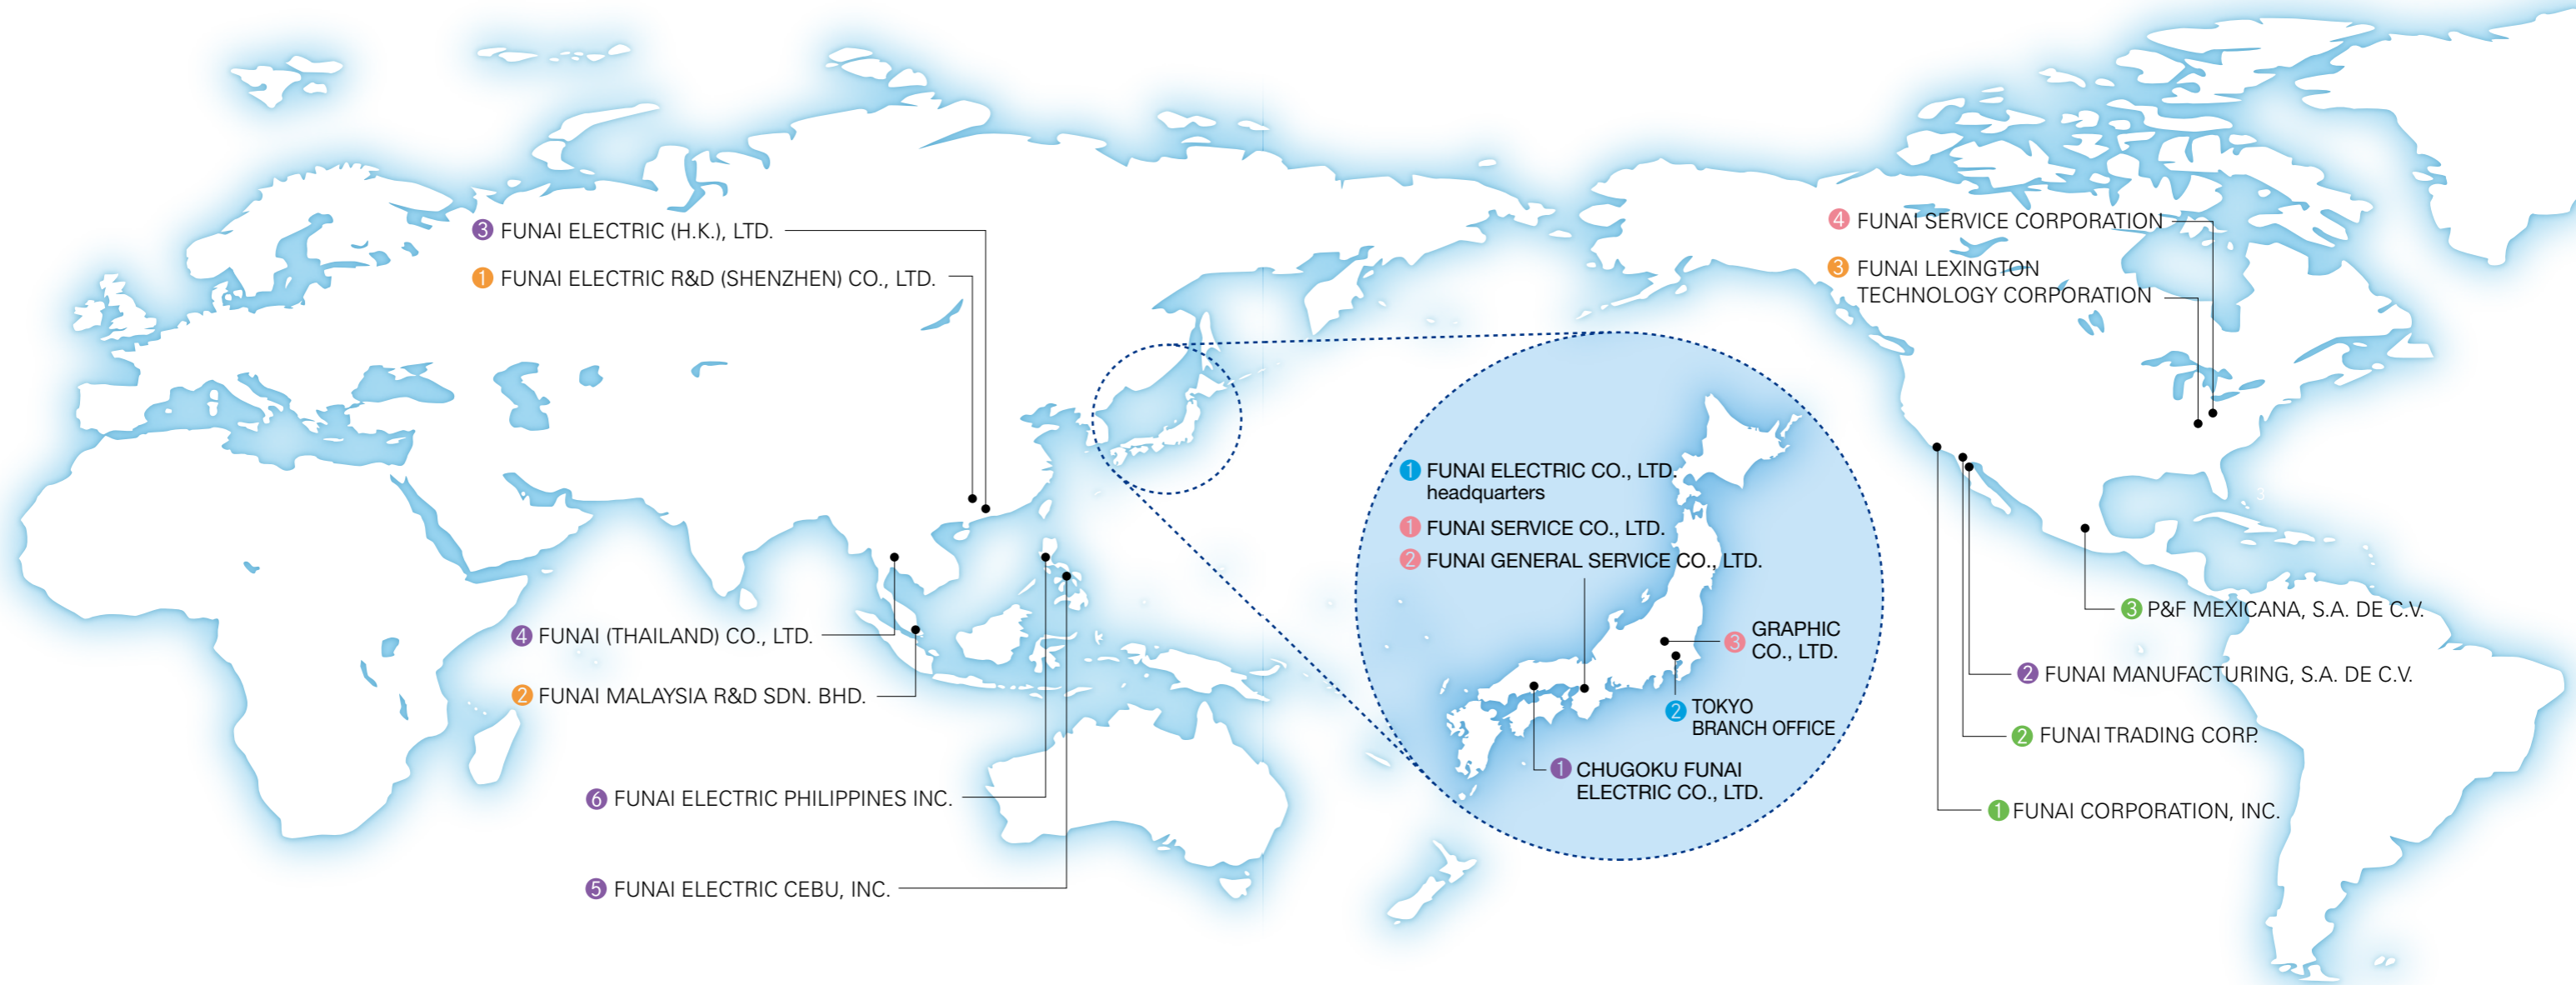 3 FUNAI ELECTRIC (H.K.), LTD.
1 FUNAI ELECTRIC R&D (SHENZHEN) CO., LTD.
4 FUNAI (THAILAND) CO., LTD.
2 FUNAI MALAYSIA R&D SDN. BHD.
6 FUNAI ELECTRIC PHILIPPINES INC.
5 FUNAI ELECTRIC CEBU, INC.
1 FUNAI ELECTRIC CO., LTD.
headquarters
1 FUNAI SERVICE CO., LTD.
2 FUNAI GENERAL SERVICE CO., LTD.
3 GRAPHIC
CO., LTD.
2 TOKYO
BRANCH OFFICE
1 CHUGOKU FUNAI
ELECTRIC CO., LTD.
4 FUNAI SERVICE CORPORATION
3 FUNAI LEXINGTON
TECHNOLOGY CORPORATION
3
3 P&F MEXICANA, S.A. DE C.V.
2 FUNAI MANUFACTURING, S.A. DE C.V.
2 FUNAI TRADING CORP.
1 FUNAI CORPORATION, INC.